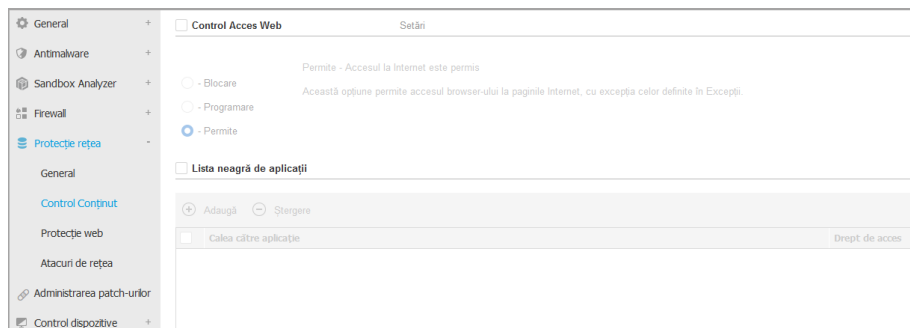 General +
Antimalware +
Sandbox Analyzer +
Firewall +
Protecție rețea -
General
Control Conținut
Protecție web
Atacuri de rețea
Administrarea patch-urilor
Control dispozitive +
Control Acces Web Setări
Permite - Accesul la Internet este permis
- Blocare
Această opțiune permite accesul browser-ului la paginile Internet, cu excepția celor definite în Excepții.
- Programare
- Permite
Lista neagră de aplicații
Adaugă Ștergere
Calea către aplicație Drept de acces